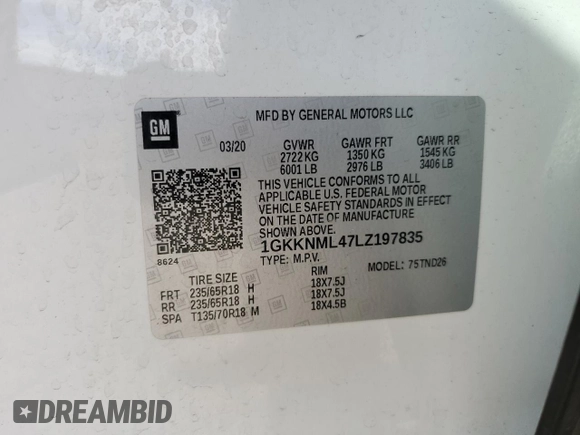 GM
MFD BY GENERAL MOTORS LLC
03/20 GVWR GAWR FRT GAWR RR
2722 KG 1350 KG 1545 KG
6001 LB 2976 LB 3406 LB
THIS VEHICLE CONFORMS TO ALL
APPLICABLE U.S. FEDERAL MOTOR
VEHICLE SAFETY STANDARDS IN EFFECT
ON THE DATE OF MANUFACTURE
SHOWN ABOVE.
1GKKNML47LZ197835
8624
TYPE: M.P.V. MODEL: 75TND26
TIRE SIZE RIM
FRT 235/65R18 H 18X7.5J
RR 235/65R18 H 18X7.5J
SPA T135/70R18 M 18X4.5B
DREAMBID